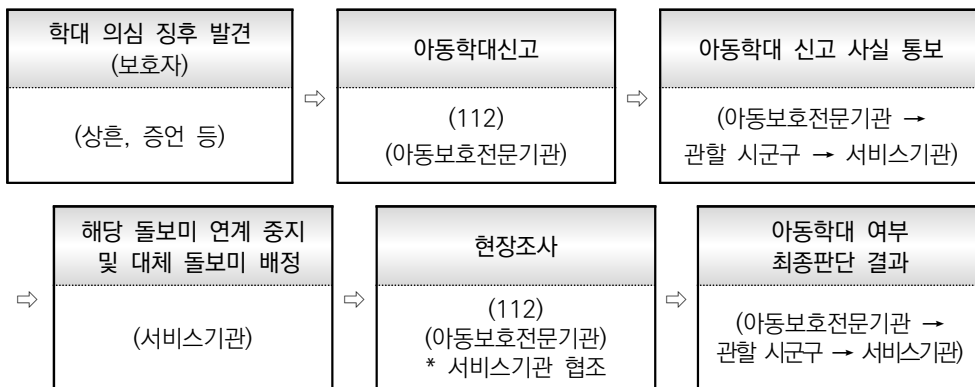 학대 의심 징후 발견
(보호자)
(상흔, 증언 등)
⇨
아동학대신고
(112)
(아동보호전문기관)
⇨
아동학대 신고 사실 통보
(아동보호전문기관 →
관할 시군구 → 서비스기관)
⇨
해당 돌보미 연계 중지
및 대체 돌보미 배정
(서비스기관)
⇨
현장조사
(112)
(아동보호전문기관)
* 서비스기관 협조
⇨
아동학대 여부
최종판단 결과
(아동보호전문기관 →
관할 시군구 → 서비스기관)